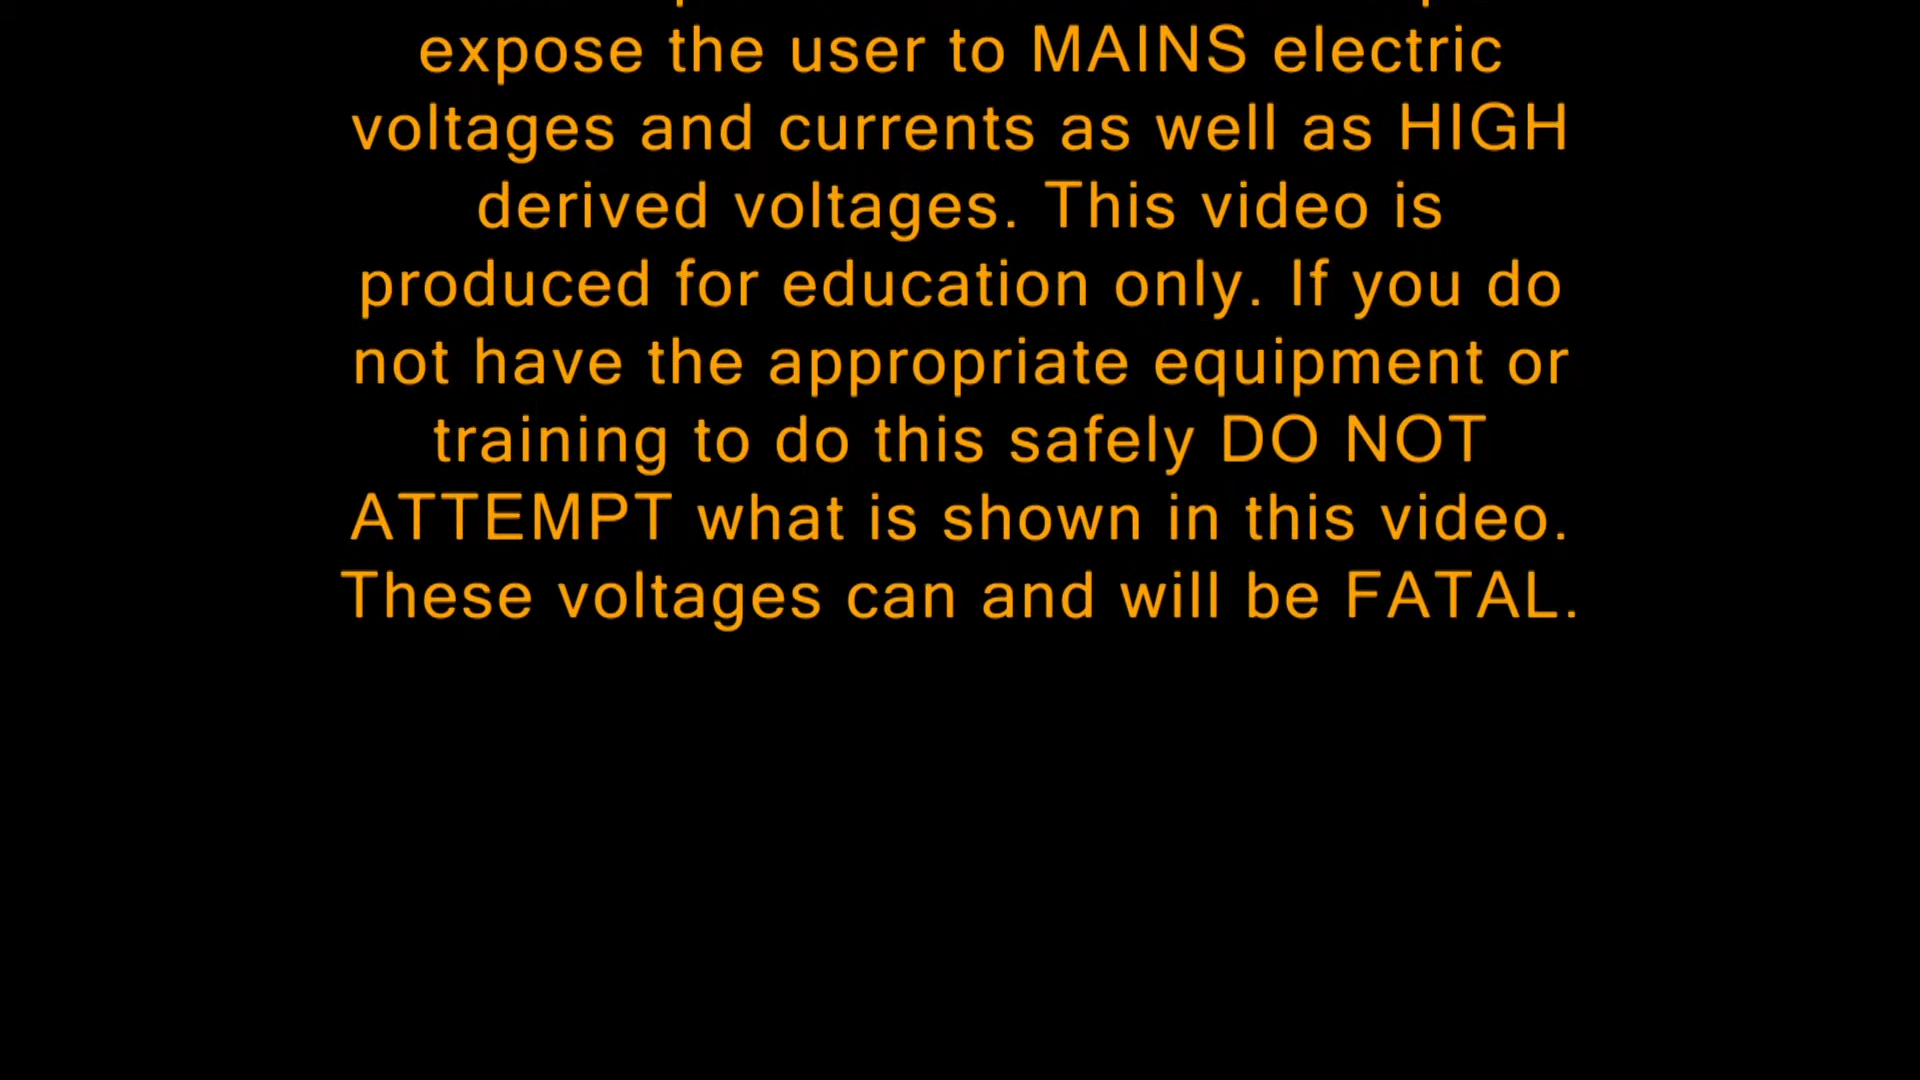 expose the user to MAINS electric
voltages and currents as well as HIGH
derived voltages. This video is
produced for education only. If you do
not have the appropriate equipment or
training to do this safely DO NOT
ATTEMPT what is shown in this video.
These voltages can and will be FATAL.